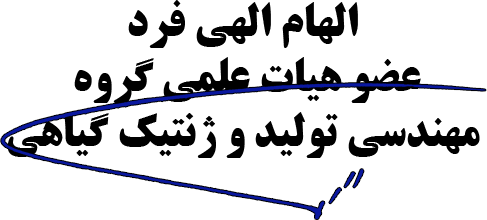 الهام الهی فرد
عضو هیات علمی گروه
مهندسی تولید و ژنتیک گیاهی